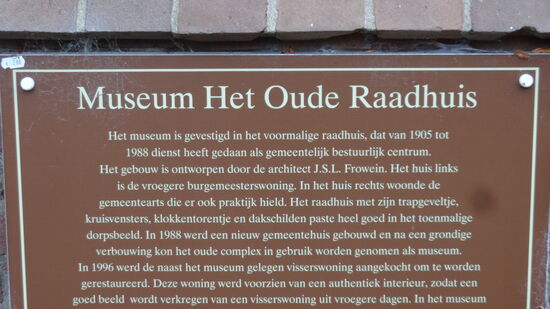 Museum Het Oude Raadhuis
Het museum is gevestigd in het voormalige raadhuis, dat van 1905 tot
1988 dienst heeft gedaan als gemeentelijk bestuurlijk centrum.
Het gebouw is ontworpen door de architect J.S.L. Frowein. Het huis links
is de vroegere burgemeesterswoning. In het huis rechts woonde de
gemeentearts die er ook praktijk hield. Het raadhuis met zijn trapgeveltje,
kruisvensters, klokkentorentje en dakschilden paste heel goed in het toenmalige
dorpsbeeld. In 1988 werd een nieuw gemeentehuis gebouwd en na een grondige
verbouwing kon het oude complex in gebruik worden genomen als museum.
In 1996 werd de naast het museum gelegen visserswoning aangekocht om te worden
gerestaureerd. Deze woning werd voorzien van een authentiek interieur, zodat een
goed beeld wordt verkregen van een visserswoning uit vroegere dagen. In het museum